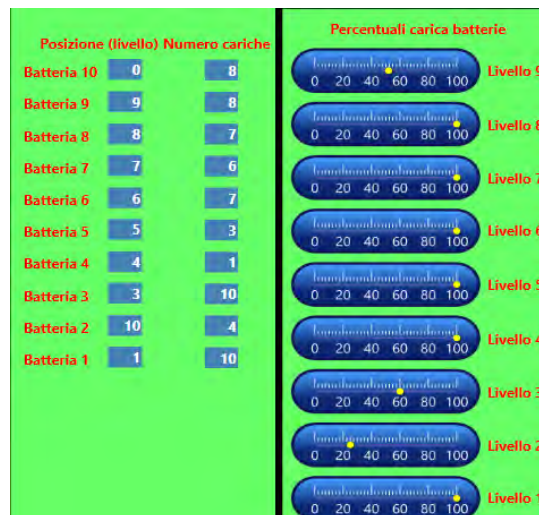 Posizione (livello) Numero cariche
Batteria 10 0 8
Batteria 9 9 8
Batteria 8 8 7
Batteria 7 7 6
Batteria 6 6 7
Batteria 5 5 3
Batteria 4 4 1
Batteria 3 3 10
Batteria 2 10 4
Batteria 1 1 10
Percentuali carica batterie
0 20 40 60 80 100 Livello 9
0 20 40 60 80 100 Livello 8
0 20 40 60 80 100 Livello 7
0 20 40 60 80 100 Livello 6
0 20 40 60 80 100 Livello 5
0 20 40 60 80 100 Livello 4
0 20 40 60 80 100 Livello 3
0 20 40 60 80 100 Livello 2
0 20 40 60 80 100 Livello 1